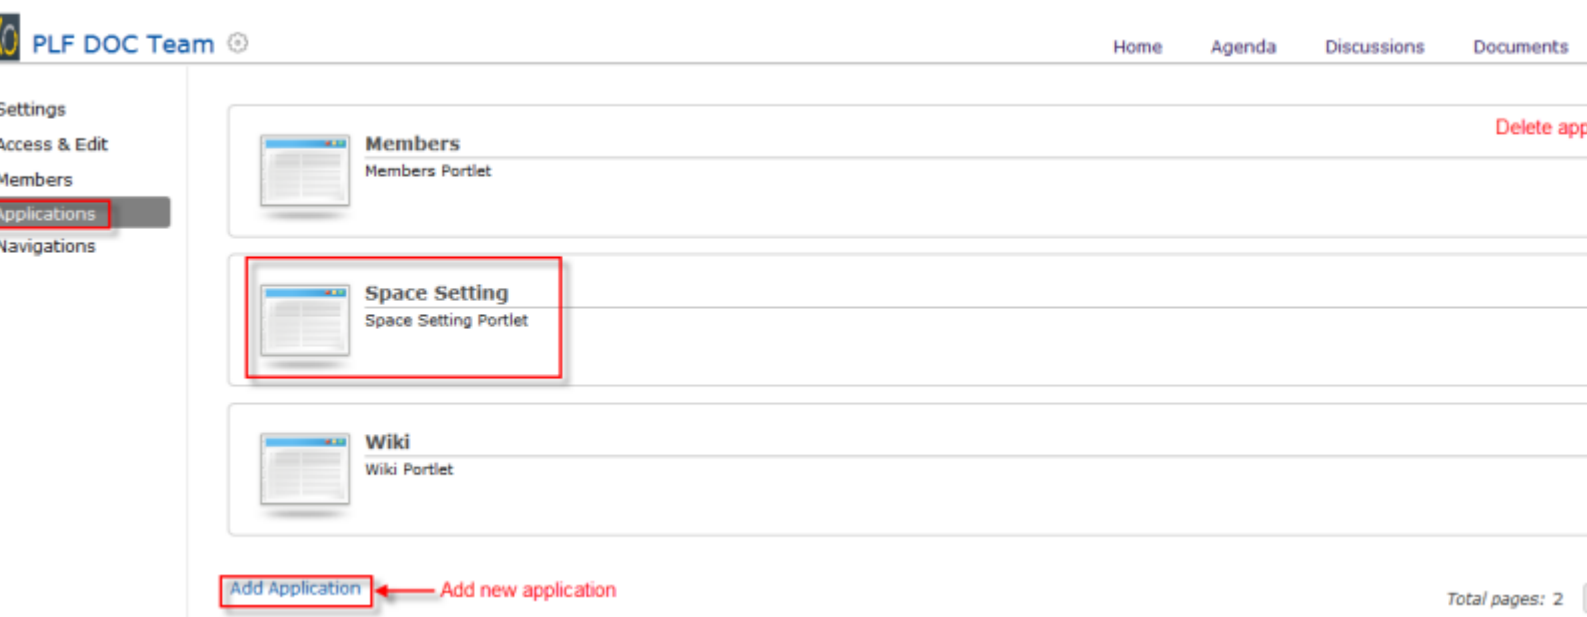 PLF DOC Team
Home Agenda Discussions Documents
Settings
Access & Edit
Members
Applications
Navigations
Delete app
Members
Members Portlet
Space Setting
Space Setting Portlet
Wiki
Wiki Portlet
Add Application
Add new application
Total pages: 2